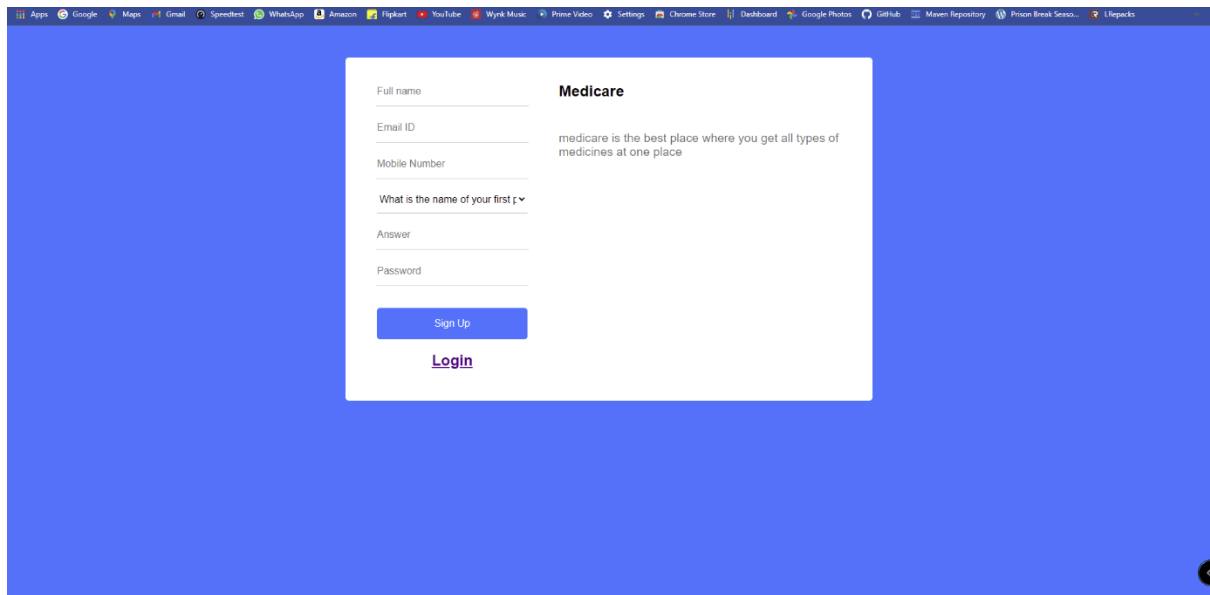 Apps Google Maps Gmail Speedtest WhatsApp Amazon Flipkart YouTube Wynk Music Prime Video Settings Chrome Store Dashboard Google Photos GitHub Maven Repository Prison Break Seaso... LRepacks
Full name
Email ID
Mobile Number
What is the name of your first
Answer
Password
Sign Up
Login
Medicare
medicare is the best place where you get all types of
medicines at one place